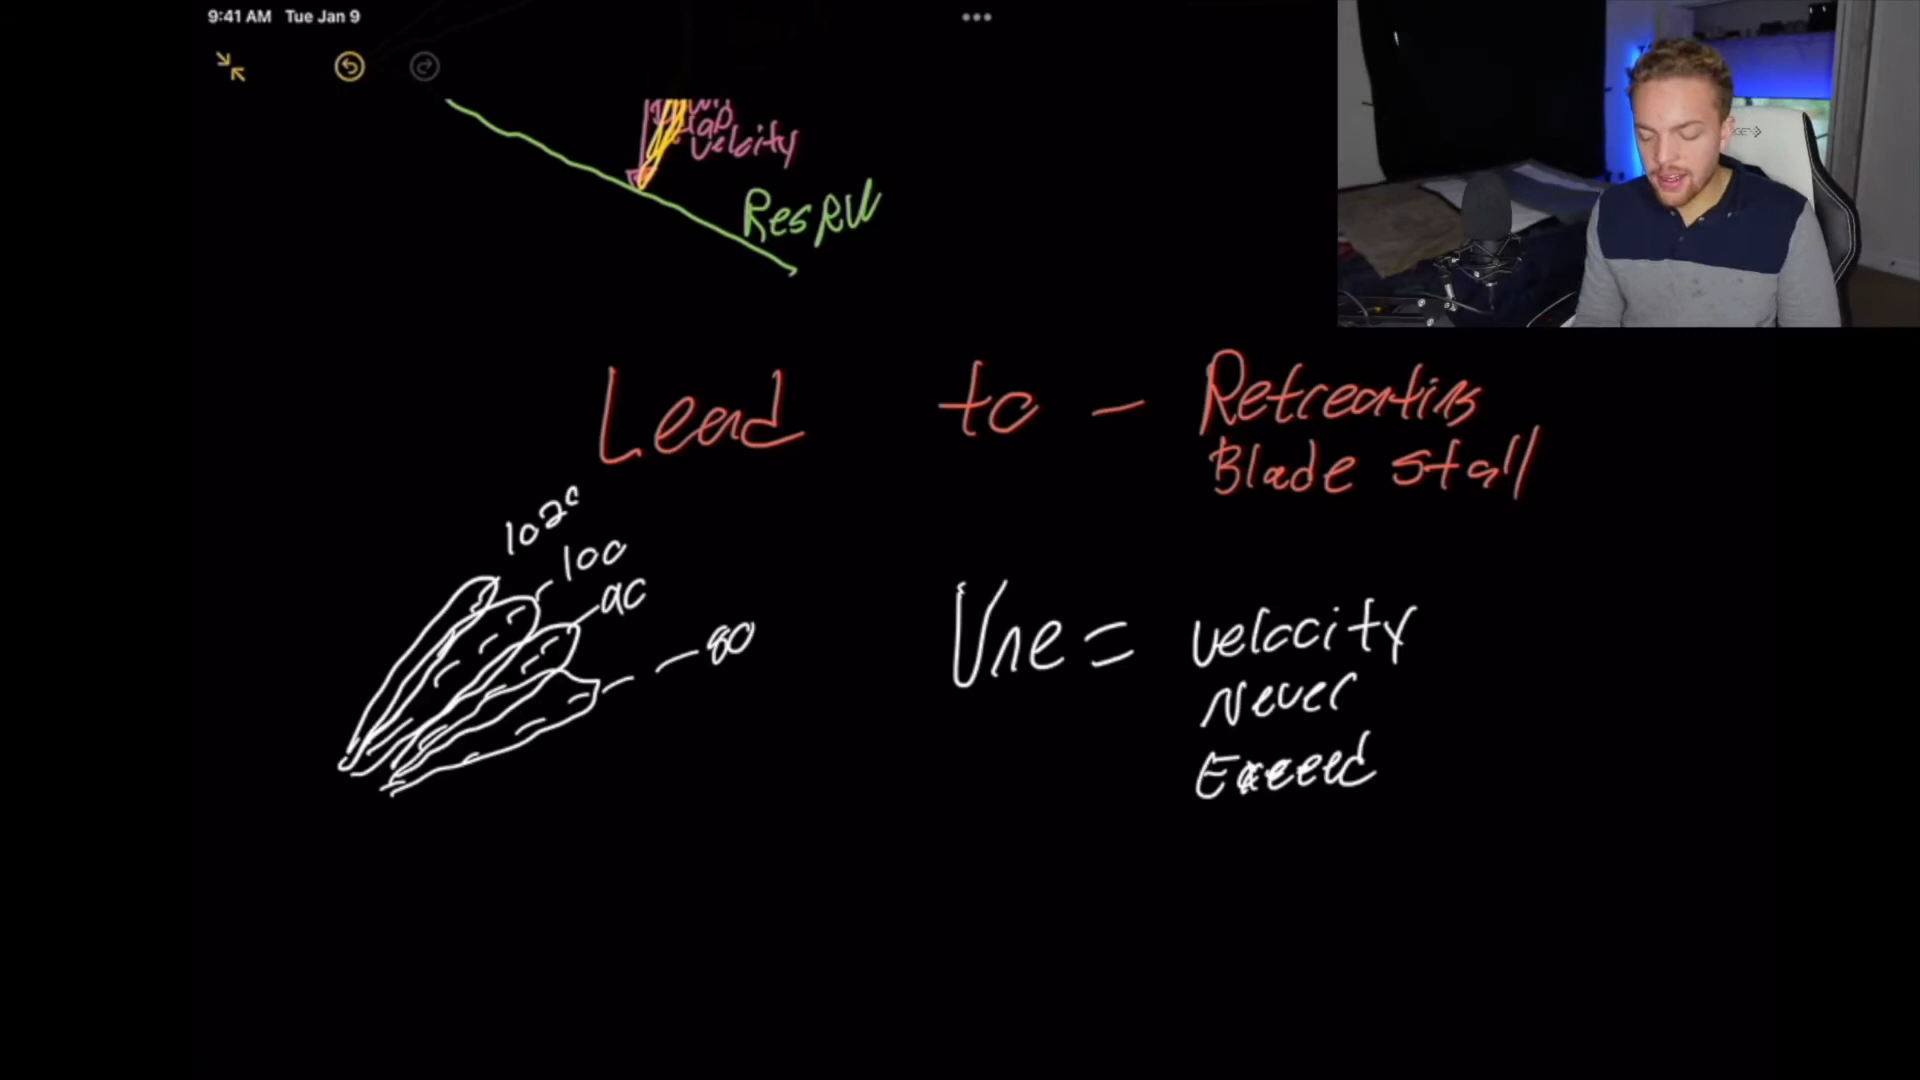 9:41 AM Tue Jan 9
velocity
Res RW
Lead to - Retreating
Blade stall
102
100
90
80
Vne = velocity
Never
Exceed